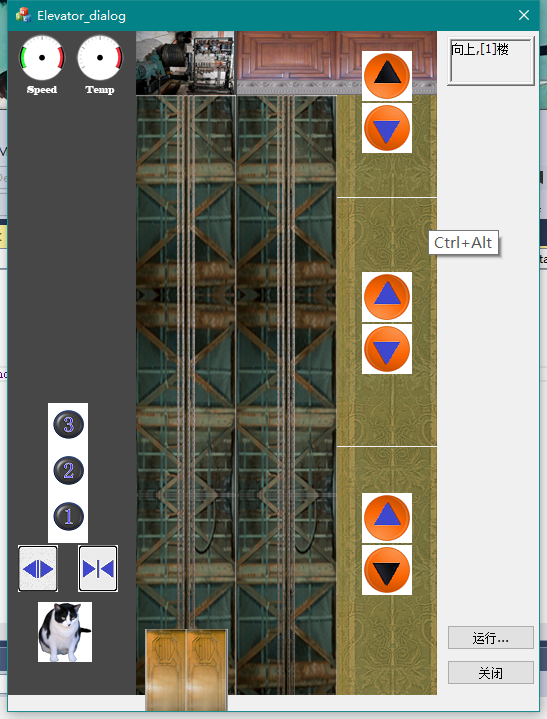 Elevator_dialog
Speed
Temp
向上,[1]楼
Ctrl+Alt
3
2
1
运行...
关闭